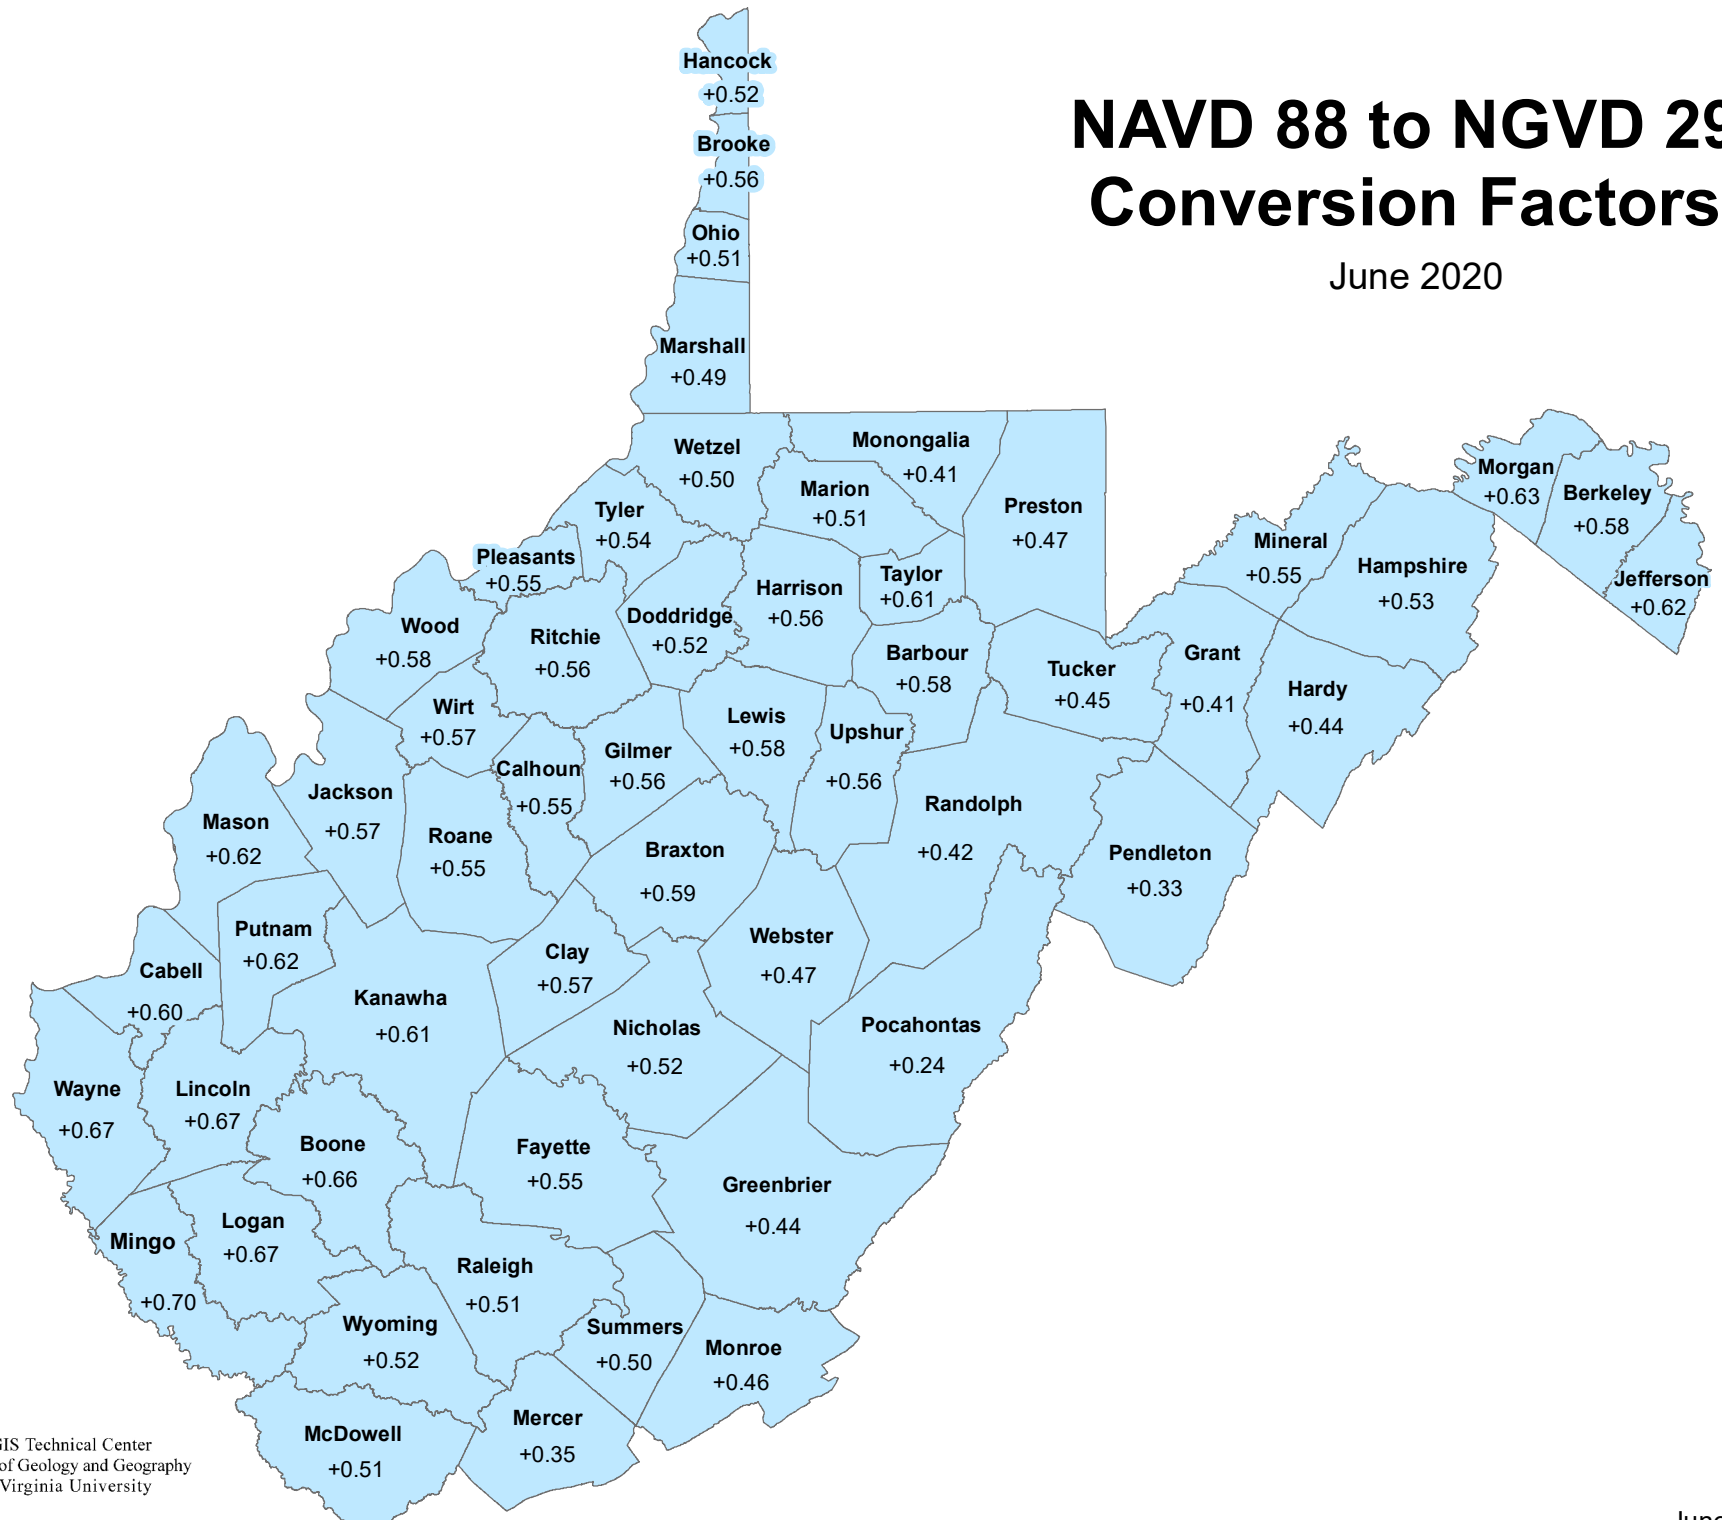 Hancock
+0.52
Brooke
+0.56
Ohio
+0.51
Marshall
+0.49
NAVD 88 to NGVD 29
Conversion Factors
June 2020
Wetzel
+0.50
Monongalia
+0.41
Marion
+0.51
Preston
+0.47
Tyler
+0.54
Pleasants
+0.55
Morgan
+0.63
Berkeley
+0.58
Jefferson
+0.62
Mineral
+0.55
Hampshire
+0.53
Harrison
+0.56
Taylor
+0.61
Doddridge
+0.52
Wood
+0.58
Ritchie
+0.56
Barbour
+0.58
Tucker
+0.45
Grant
+0.41
Hardy
+0.44
Wirt
+0.57
Lewis
+0.58
Upshur
+0.56
Gilmer
+0.56
Calhoun
+0.55
Jackson
+0.57
Mason
+0.62
Roane
+0.55
Randolph
+0.42
Braxton
+0.59
Pendleton
+0.33
Putnam
+0.62
Cabell
+0.60
Clay
+0.57
Webster
+0.47
Kanawha
+0.61
Nicholas
+0.52
Pocahontas
+0.24
Wayne
+0.67
Lincoln
+0.67
Boone
+0.66
Fayette
+0.55
Greenbrier
+0.44
Logan
+0.67
Mingo
+0.70
Raleigh
+0.51
Wyoming
+0.52
Summers
+0.50
Monroe
+0.46
Mercer
+0.35
McDowell
+0.51
GIS Technical Center
of Geology and Geography
Virginia University